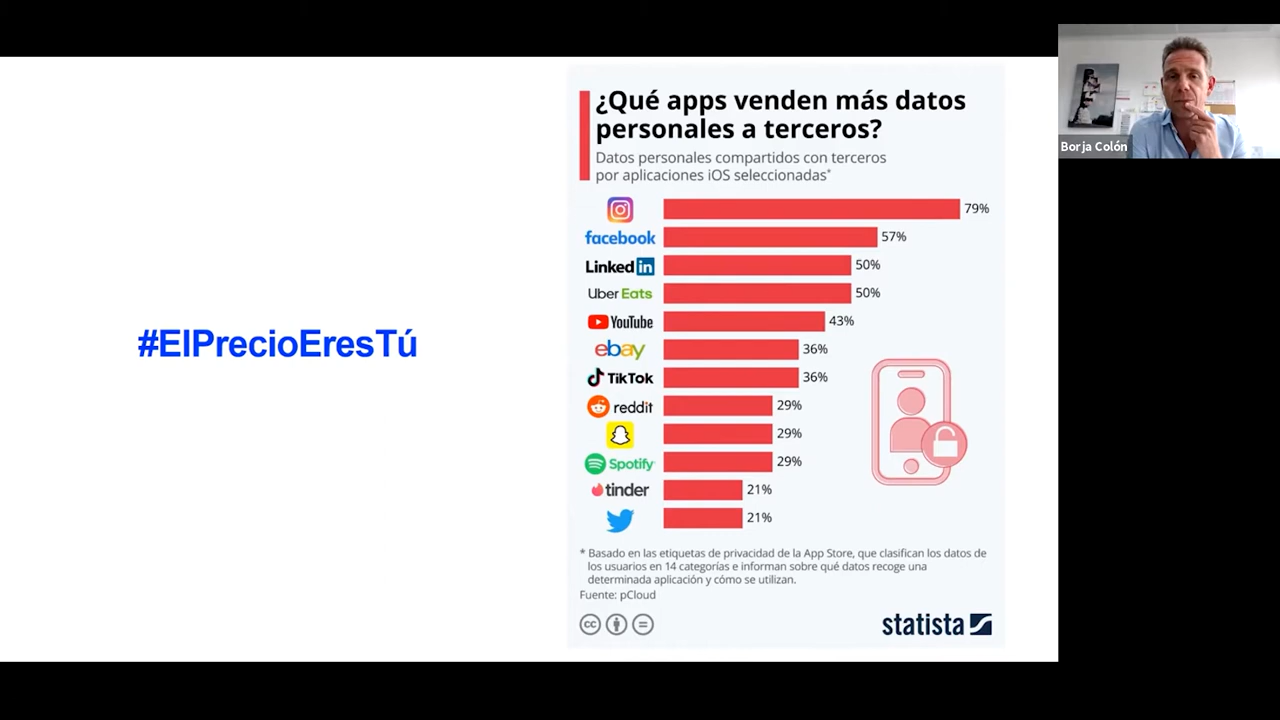 #ElPrecioEresTú
¿Qué apps venden más datos
personales a terceros?
Datos personales compartidos con terceros
por aplicaciones iOS seleccionadas*
79%
facebook 57%
Linked in 50%
Uber Eats 50%
YouTube 43%
ebay 36%
TikTok 36%
reddit 29%
29%
Spotify 29%
tinder 21%
21%
* Basado en las etiquetas de privacidad de la App Store, que clasifican los datos de
los usuarios en 14 categorías e informan sobre qué datos recoge una
determinada aplicación y cómo se utilizan.
Fuente: pCloud
cc
statista
Borja Colón